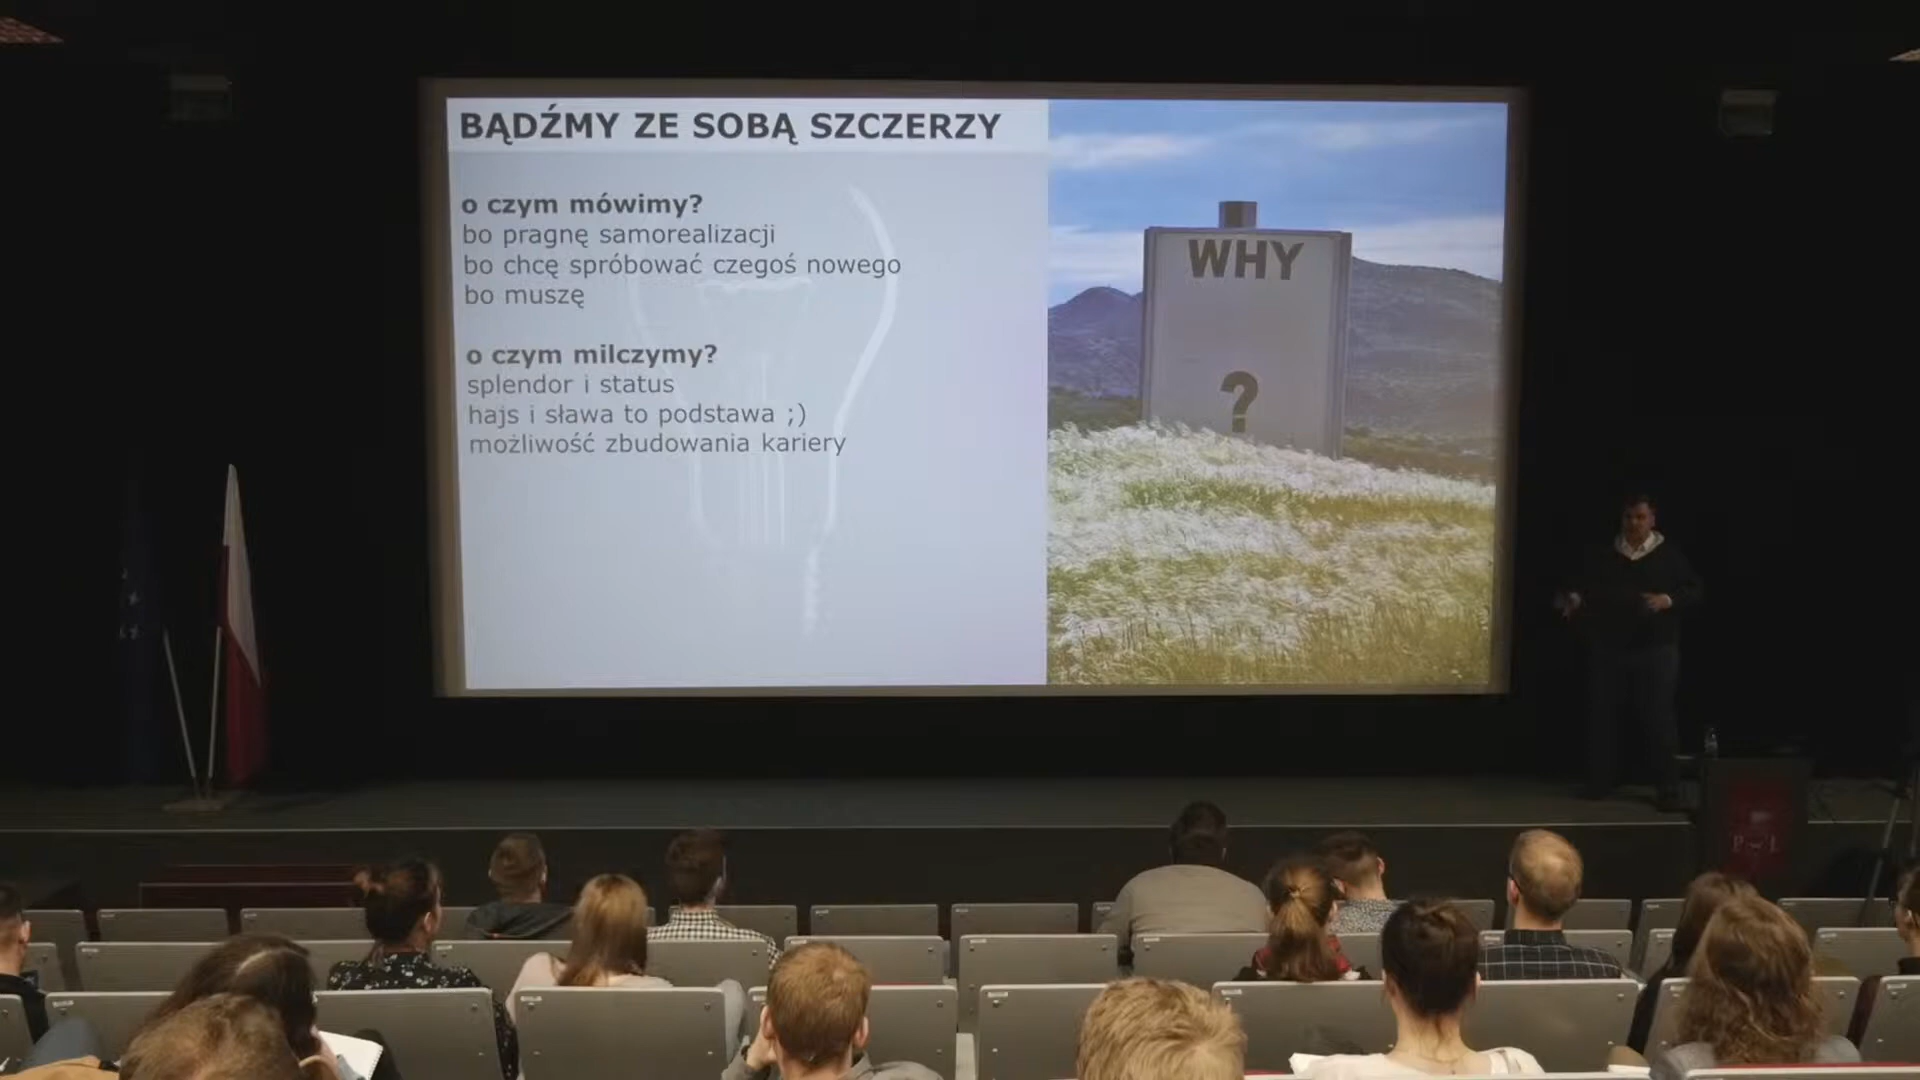 BĄDŹMY ZE SOBĄ SZCZERZY
o czym mówimy?
bo pragnę samorealizacji
bo chcę spróbować czegoś nowego
bo muszę
o czym milczymy?
splendor i status
hajs i sława to podstawa ;)
możliwość zbudowania kariery
WHY
?